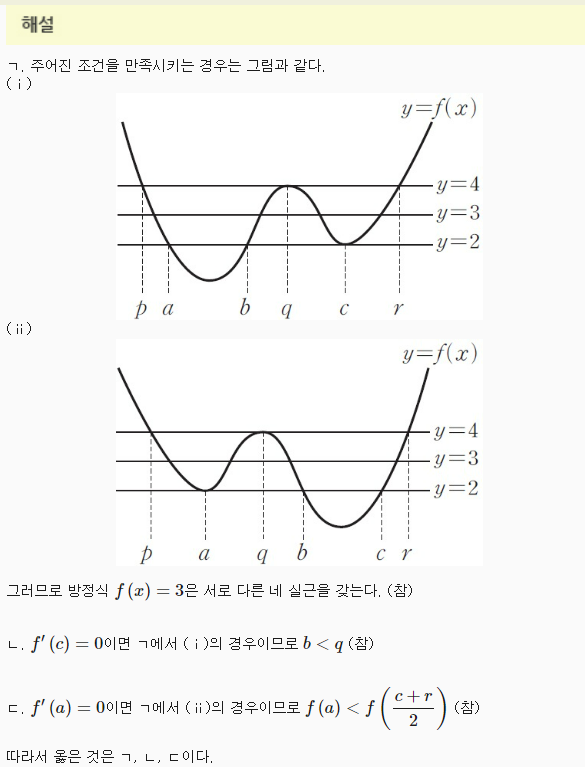 해설
ㄱ. 주어진 조건을 만족시키는 경우는 그림과 같다.
(ⅰ)
y=f(x)
y=4
y=3
y=2
p a b q c r
(ⅱ)
y=f(x)
y=4
y=3
y=2
p a q b c r
그러므로 방정식 f(x)=3은 서로 다른 네 실근을 갖는다. (참)
ㄴ. f′(c)=0이면 ㄱ에서 (ⅰ)의 경우이므로 b<q (참)
ㄷ. f′(a)=0이면 ㄱ에서 (ⅱ)의 경우이므로 f(a)<f((c+r)/2) (참)
따라서 옳은 것은 ㄱ, ㄴ, ㄷ이다.